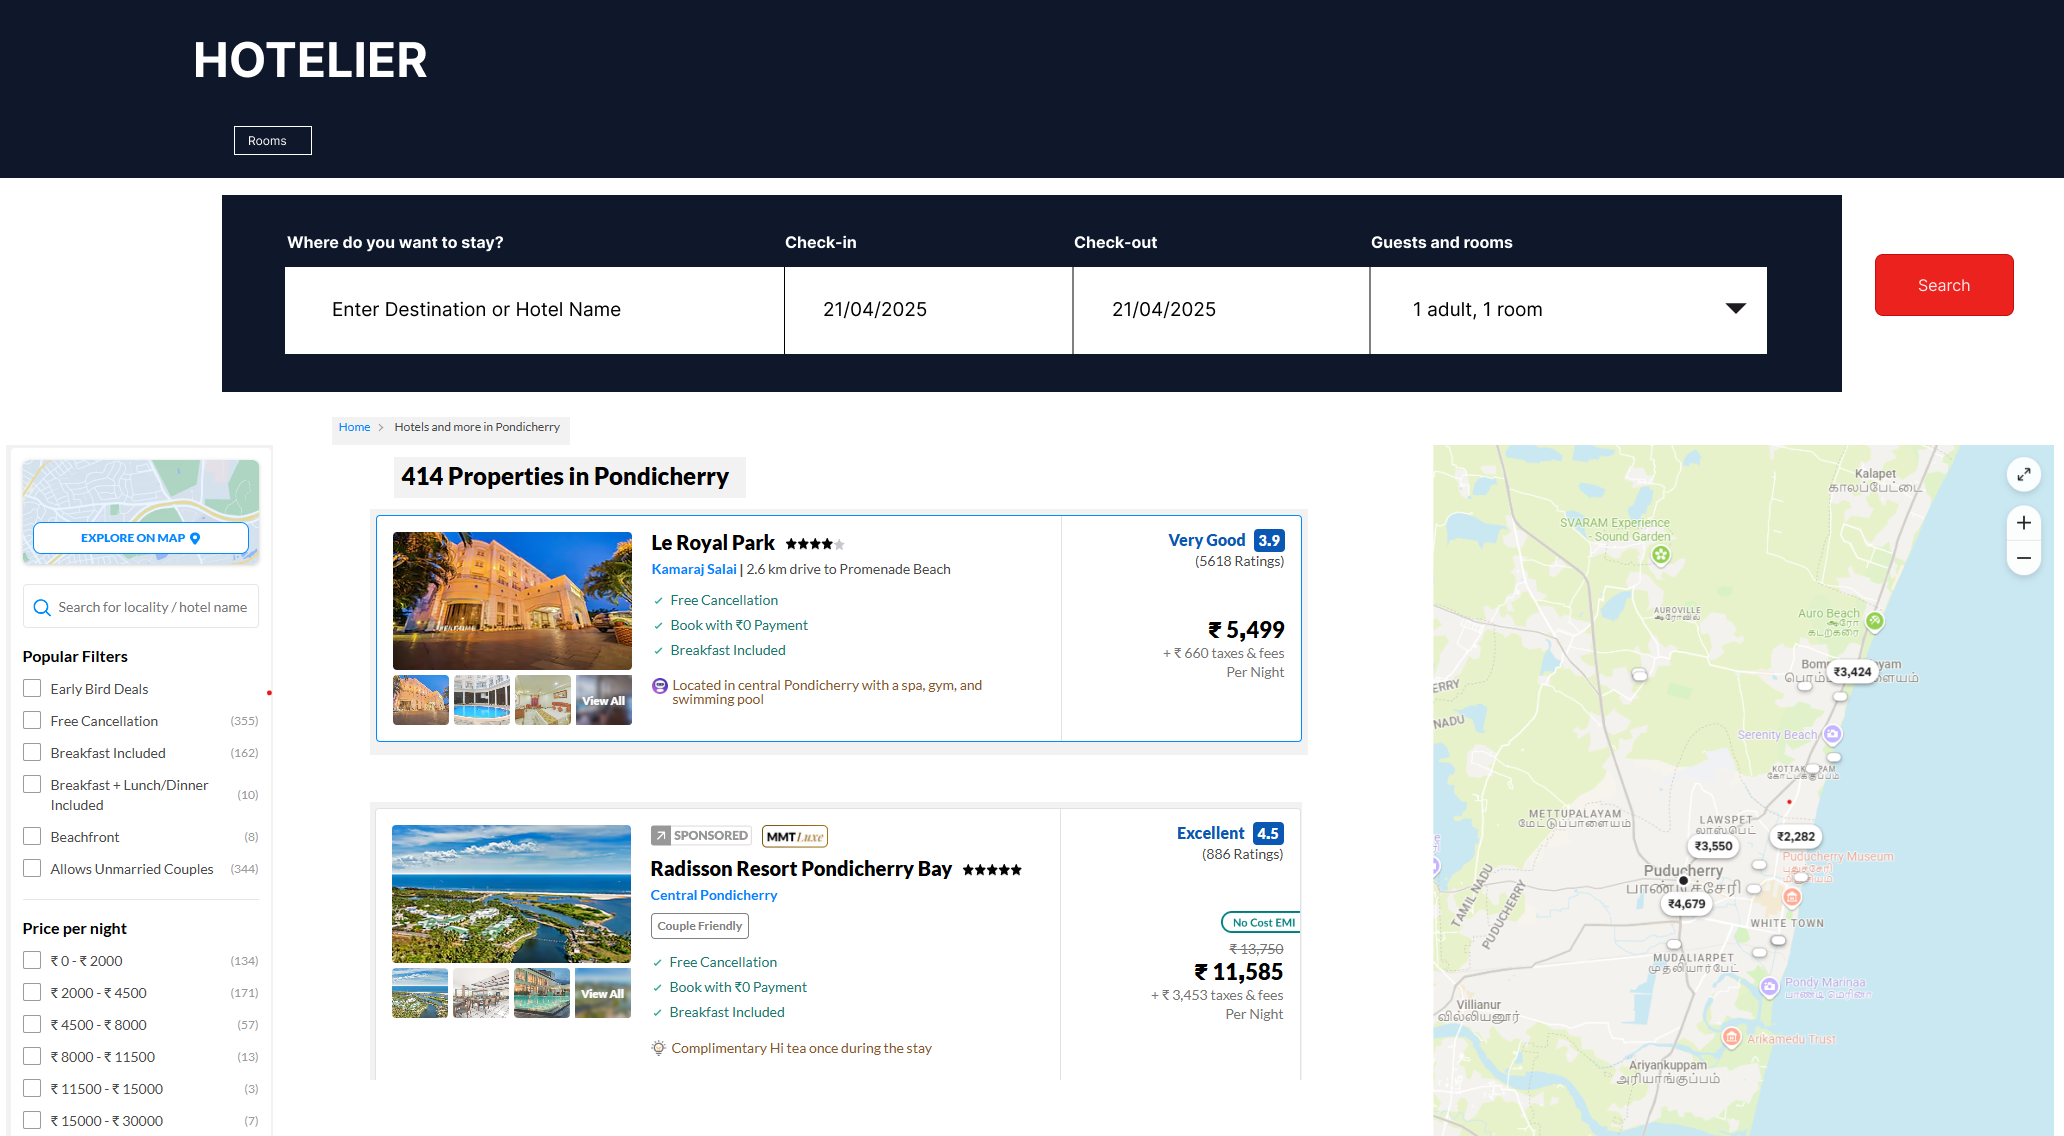 HOTELIER
Rooms
Where do you want to stay?
Check-in
Check-out
Guests and rooms
Enter Destination or Hotel Name
21/04/2025
21/04/2025
1 adult, 1 room
Search
Home > Hotels and more in Pondicherry
414 Properties in Pondicherry
EXPLORE ON MAP
Search for locality / hotel name
Popular Filters
Early Bird Deals
Free Cancellation (355)
Breakfast Included (162)
Breakfast + Lunch/Dinner
Included (10)
Beachfront (8)
Allows Unmarried Couples (344)
Price per night
₹ 0 - ₹ 2000 (134)
₹ 2000 - ₹ 4500 (171)
₹ 4500 - ₹ 8000 (57)
₹ 8000 - ₹ 11500 (13)
₹ 11500 - ₹ 15000 (3)
₹ 15000 - ₹ 30000 (7)
Le Royal Park
Kamaraj Salai | 2.6 km drive to Promenade Beach
Free Cancellation
Book with ₹0 Payment
Breakfast Included
Located in central Pondicherry with a spa, gym, and
swimming pool
View All
Very Good 3.9
(5618 Ratings)
₹ 5,499
+ ₹ 660 taxes & fees
Per Night
SPONSORED
MMT Luxe
Radisson Resort Pondicherry Bay
Central Pondicherry
Couple Friendly
Free Cancellation
Book with ₹0 Payment
Breakfast Included
Complimentary Hi tea once during the stay
View All
Excellent 4.5
(886 Ratings)
No Cost EMI
₹ 13,750
₹ 11,585
+ ₹ 3,453 taxes & fees
Per Night
Kalapet
காலாப்பேட்டை
SVARAM Experience
- Sound Garden
AUROVILLE
ஆரோவில்
Auro Beach
ஆரோ
கடற்கரை
₹3,424
Serenity Beach
METTUPALAYAM
மேட்டுப்பாளையம்
LAWSPET
லாஸ்பெட்
₹2,282
₹3,550
Puducherry Museum
Puducherry
₹4,679
WHITE TOWN
TAMIL NADU
PUDUCHERRY
MUDALIARPET
முதலியார்பேட்
Pondy Marinaa
பாண்டி மெரினா
Villianur
வில்லியனூர்
Arikamedu Trust
Ariyankuppam
அரியாங்குப்பம்